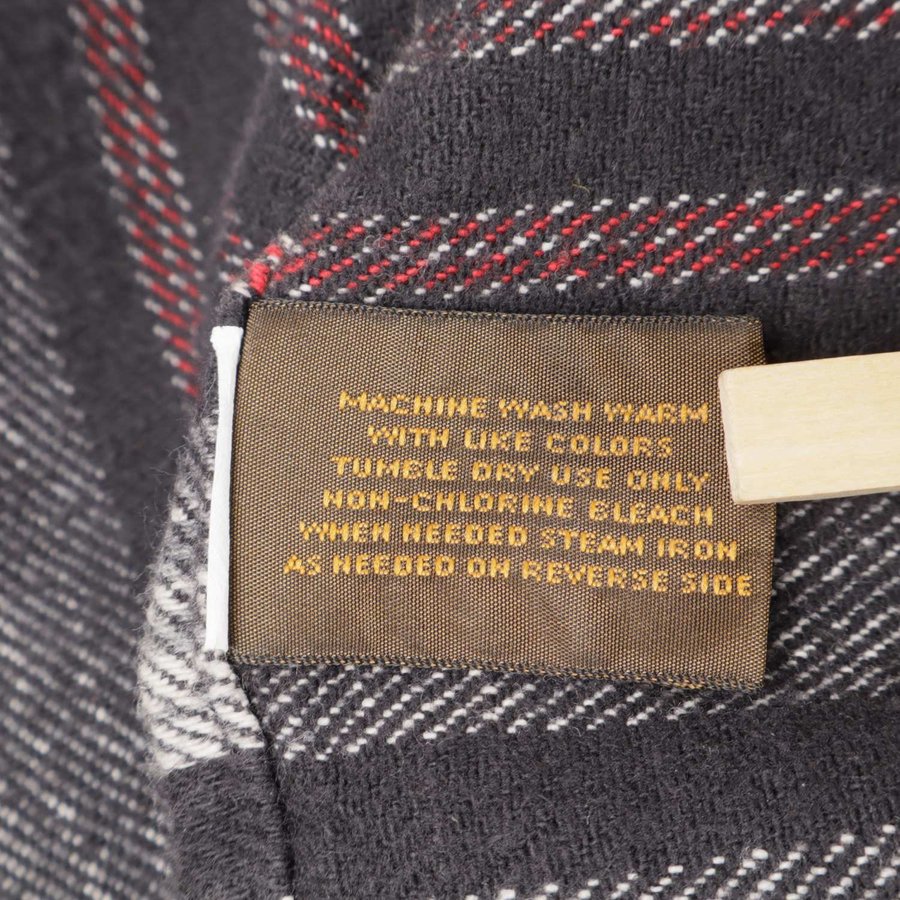 MACHINE WASH WARM
WITH LIKE COLORS
TUMBLE DRY USE ONLY
NON-CHLORINE BLEACH
WHEN NEEDED STEAM IRON
AS NEEDED ON REVERSE SIDE